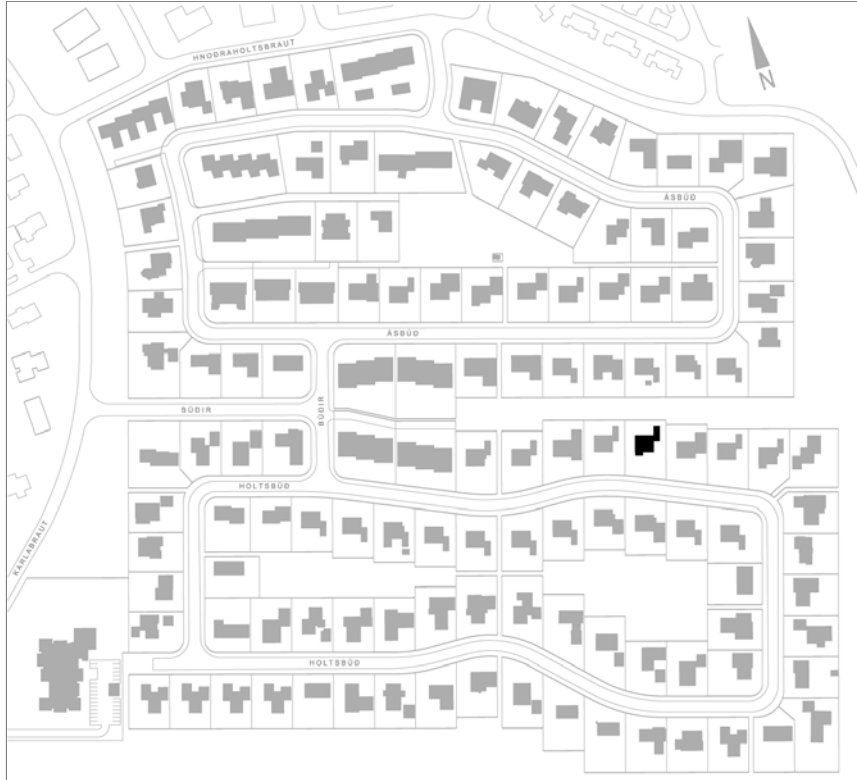 HNOÐRAHOLTSBRAUT
N
ÁSBÚÐ
ÁSBÚÐ
BÚÐIR
BÚÐIR
HOLTSBÚÐ
KARLABRAUT
HOLTSBÚÐ